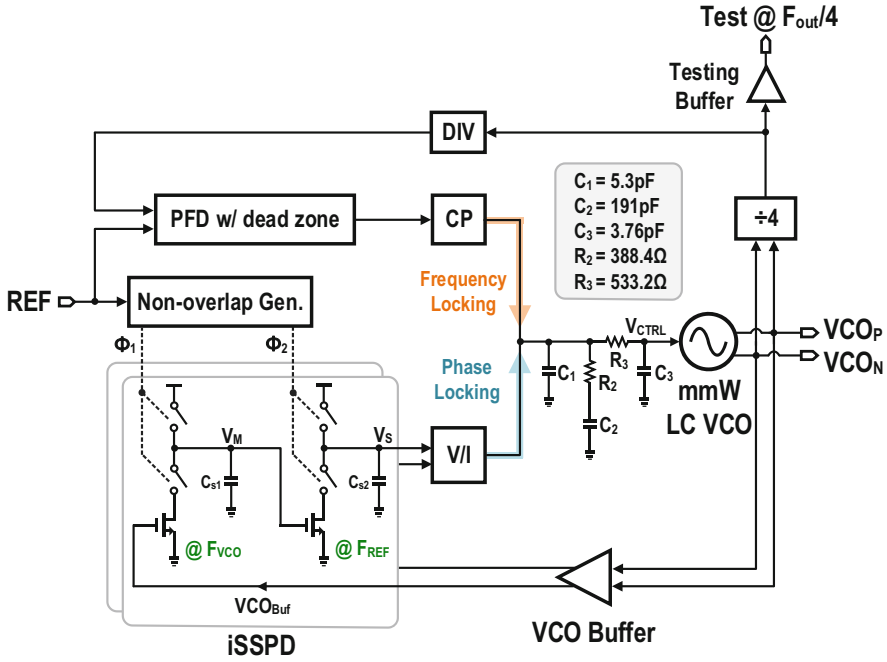 Test @ Fout/4
Testing
Buffer
DIV
C1 = 5.3pF
C2 = 191pF
C3 = 3.76pF
R2 = 388.4Ω
R3 = 533.2Ω
PFD w/ dead zone
CP
÷4
Frequency
Locking
REF
Non-overlap Gen.
Φ1
Φ2
VCTRL
VCOP
VCON
Phase
Locking
C1
R2
R3
C3
C2
mmW
LC VCO
VM
VS
V/I
Cs1
Cs2
@ FVCO
@ FREF
VCOBuf
VCO Buffer
iSSPD